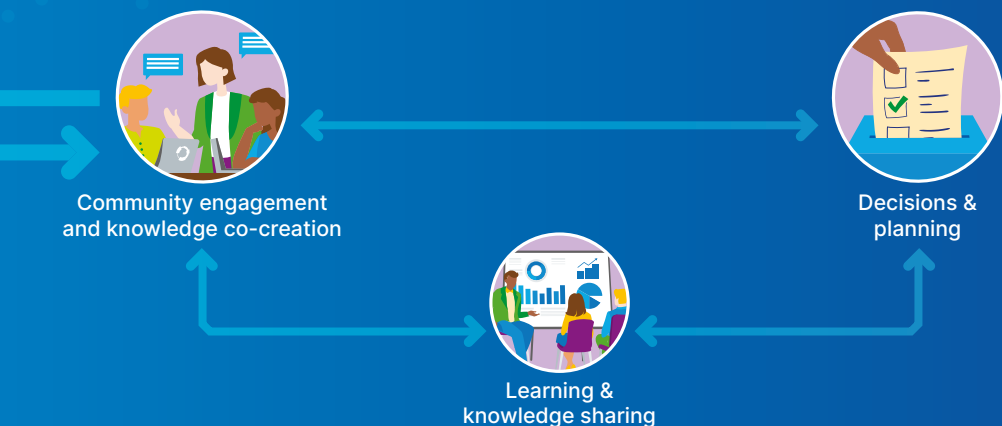 Community engagement
and knowledge co-creation
Decisions &
planning
Learning &
knowledge sharing